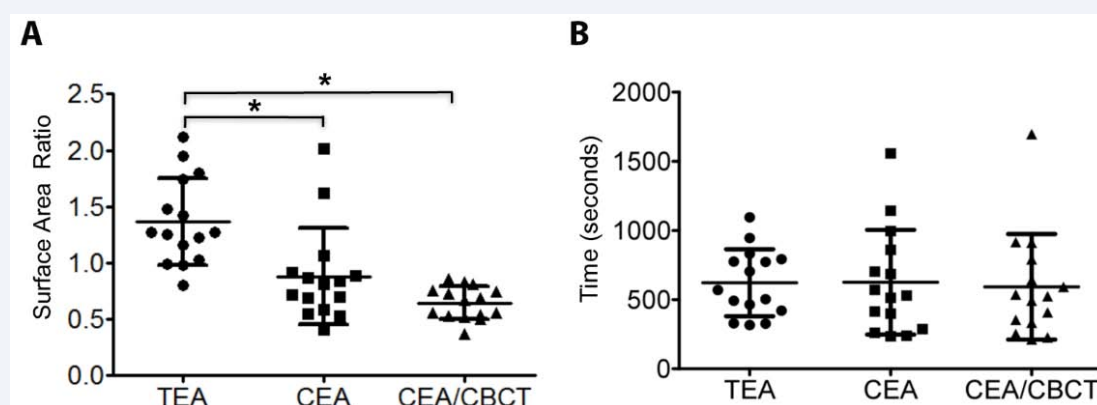 A
B
Surface Area Ratio
2.5
2.0
1.5
1.0
0.5
0.0
*
*
TEA
CEA
CEA/CBCT
Time (seconds)
2000
1500
1000
500
0
TEA
CEA
CEA/CBCT